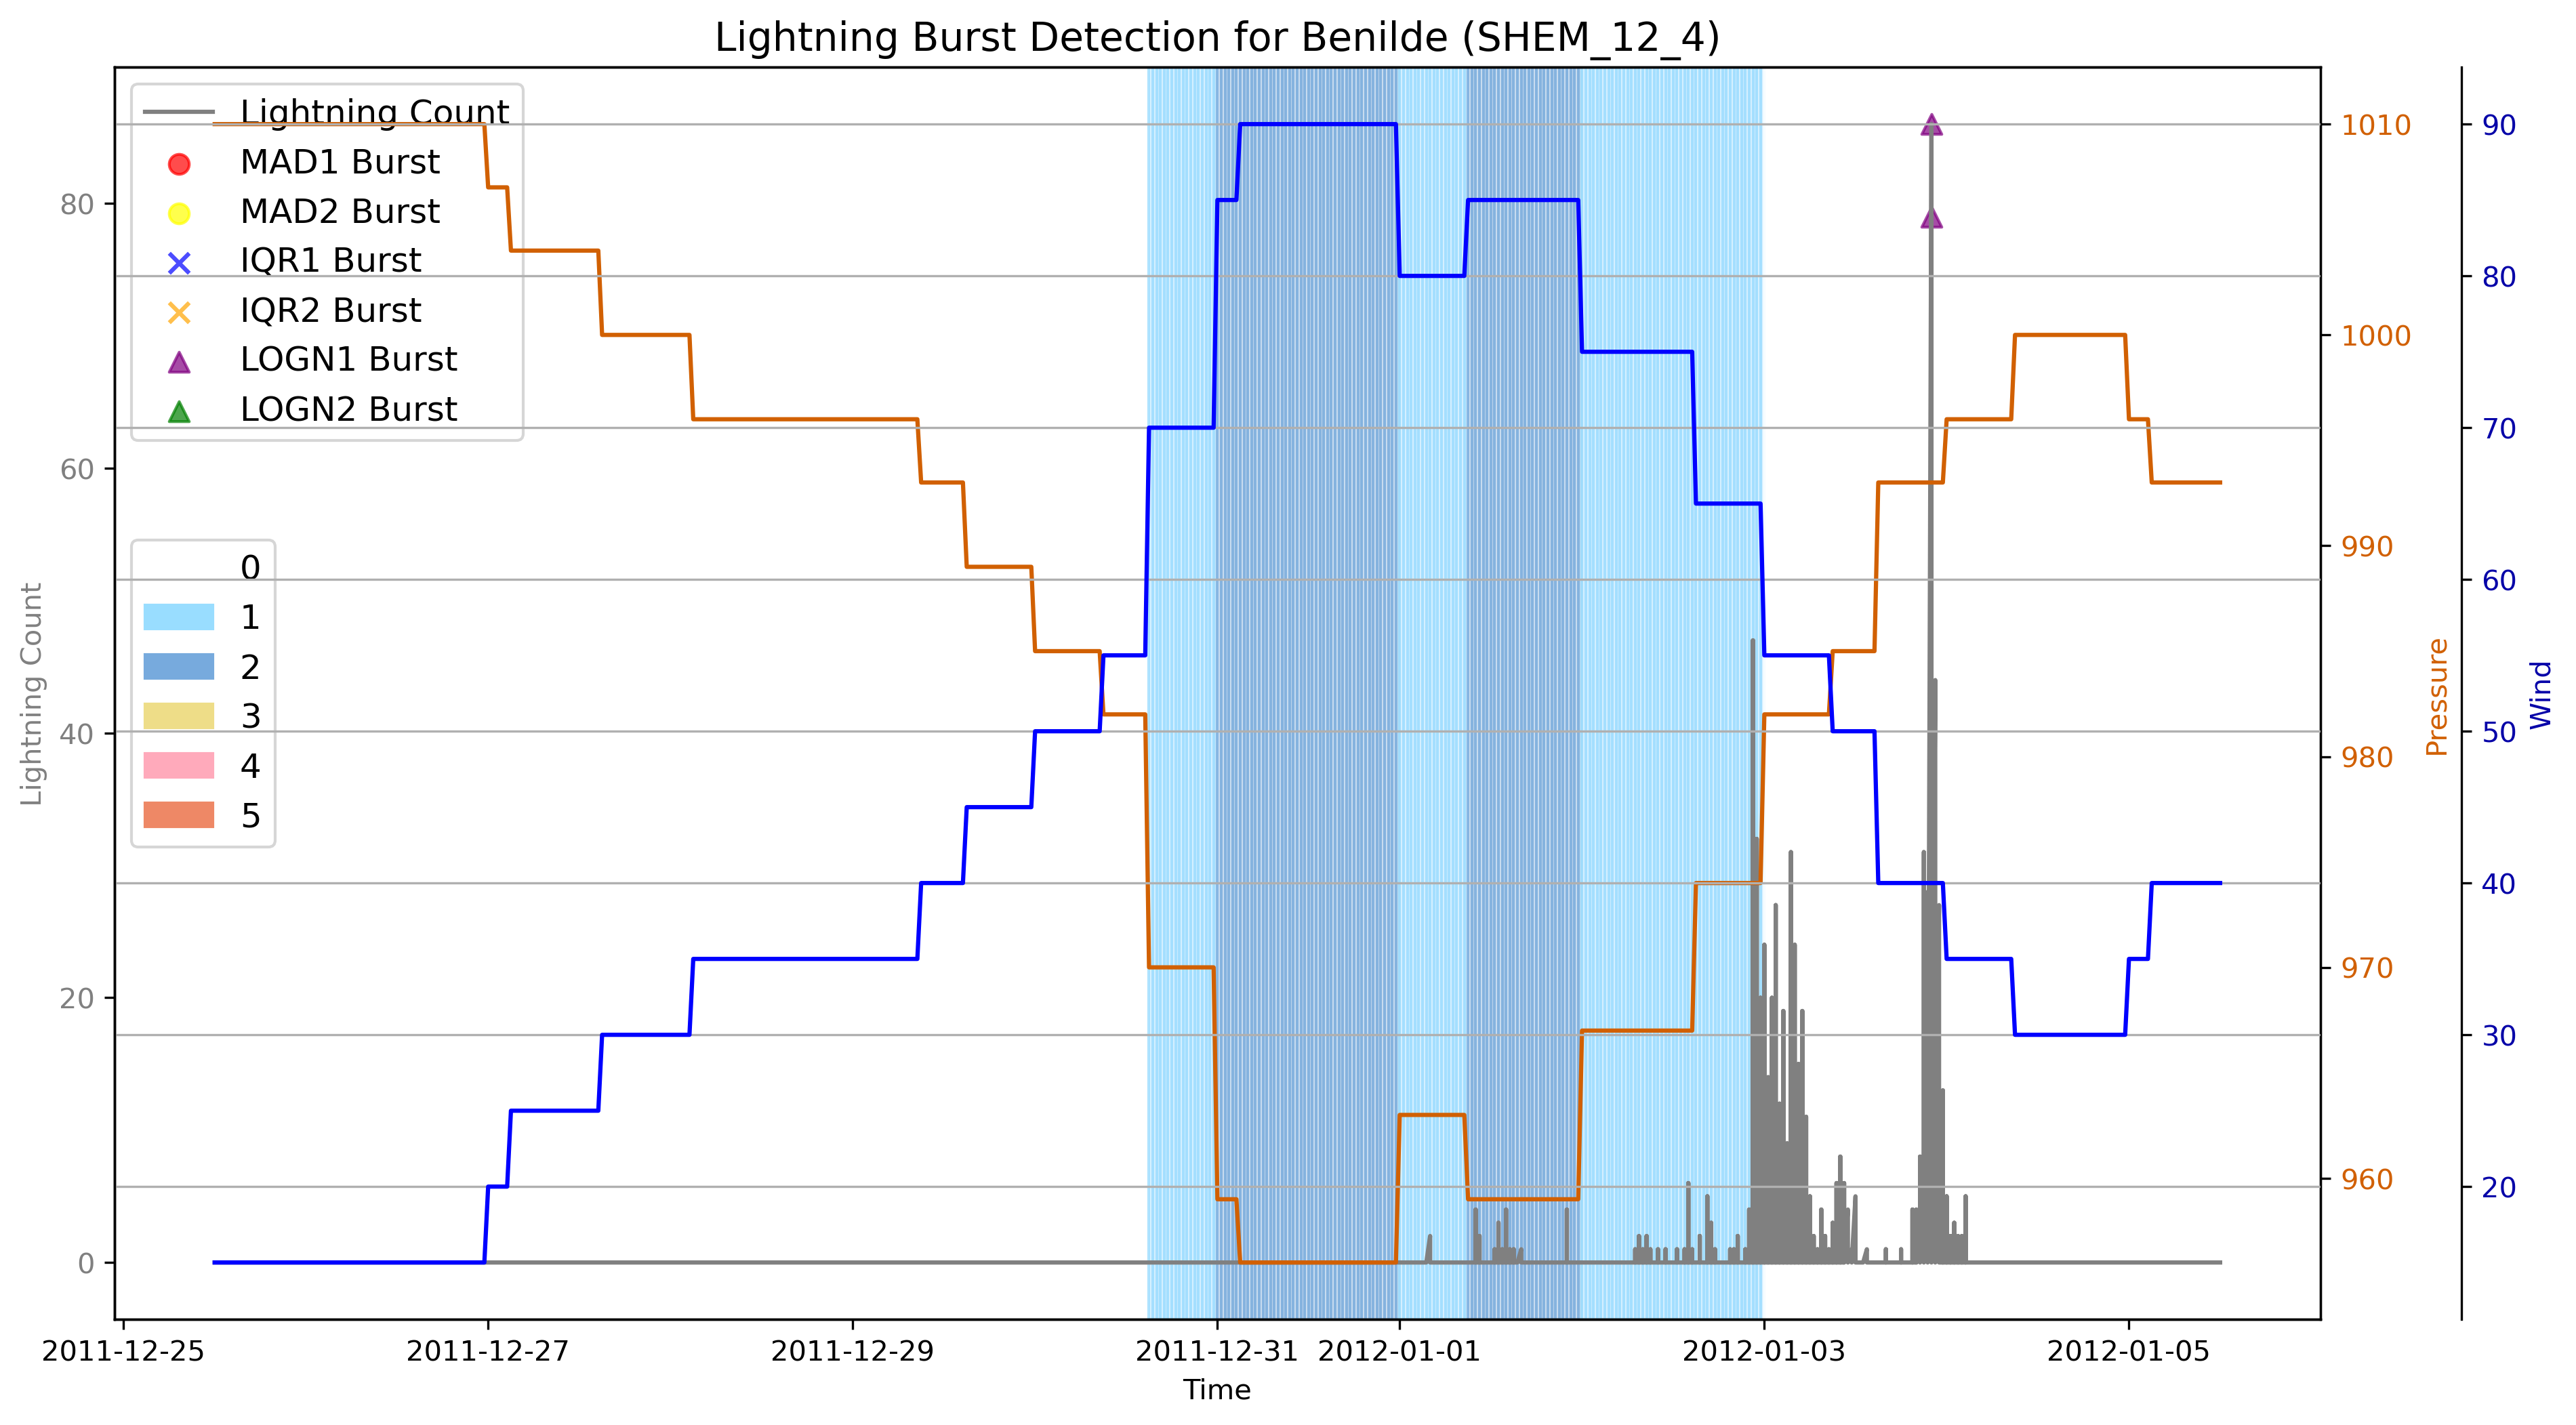 Lightning Burst Detection for Benilde (SHEM_12_4)
Lightning Count
MAD1 Burst
MAD2 Burst
IQR1 Burst
IQR2 Burst
LOGN1 Burst
LOGN2 Burst
0
1
2
3
4
5
Lightning Count
80
60
40
20
0
1010
1000
990
980
970
960
Pressure
90
80
70
60
50
40
30
20
Wind
2011-12-25
2011-12-27
2011-12-29
2011-12-31
2012-01-01
2012-01-03
2012-01-05
Time